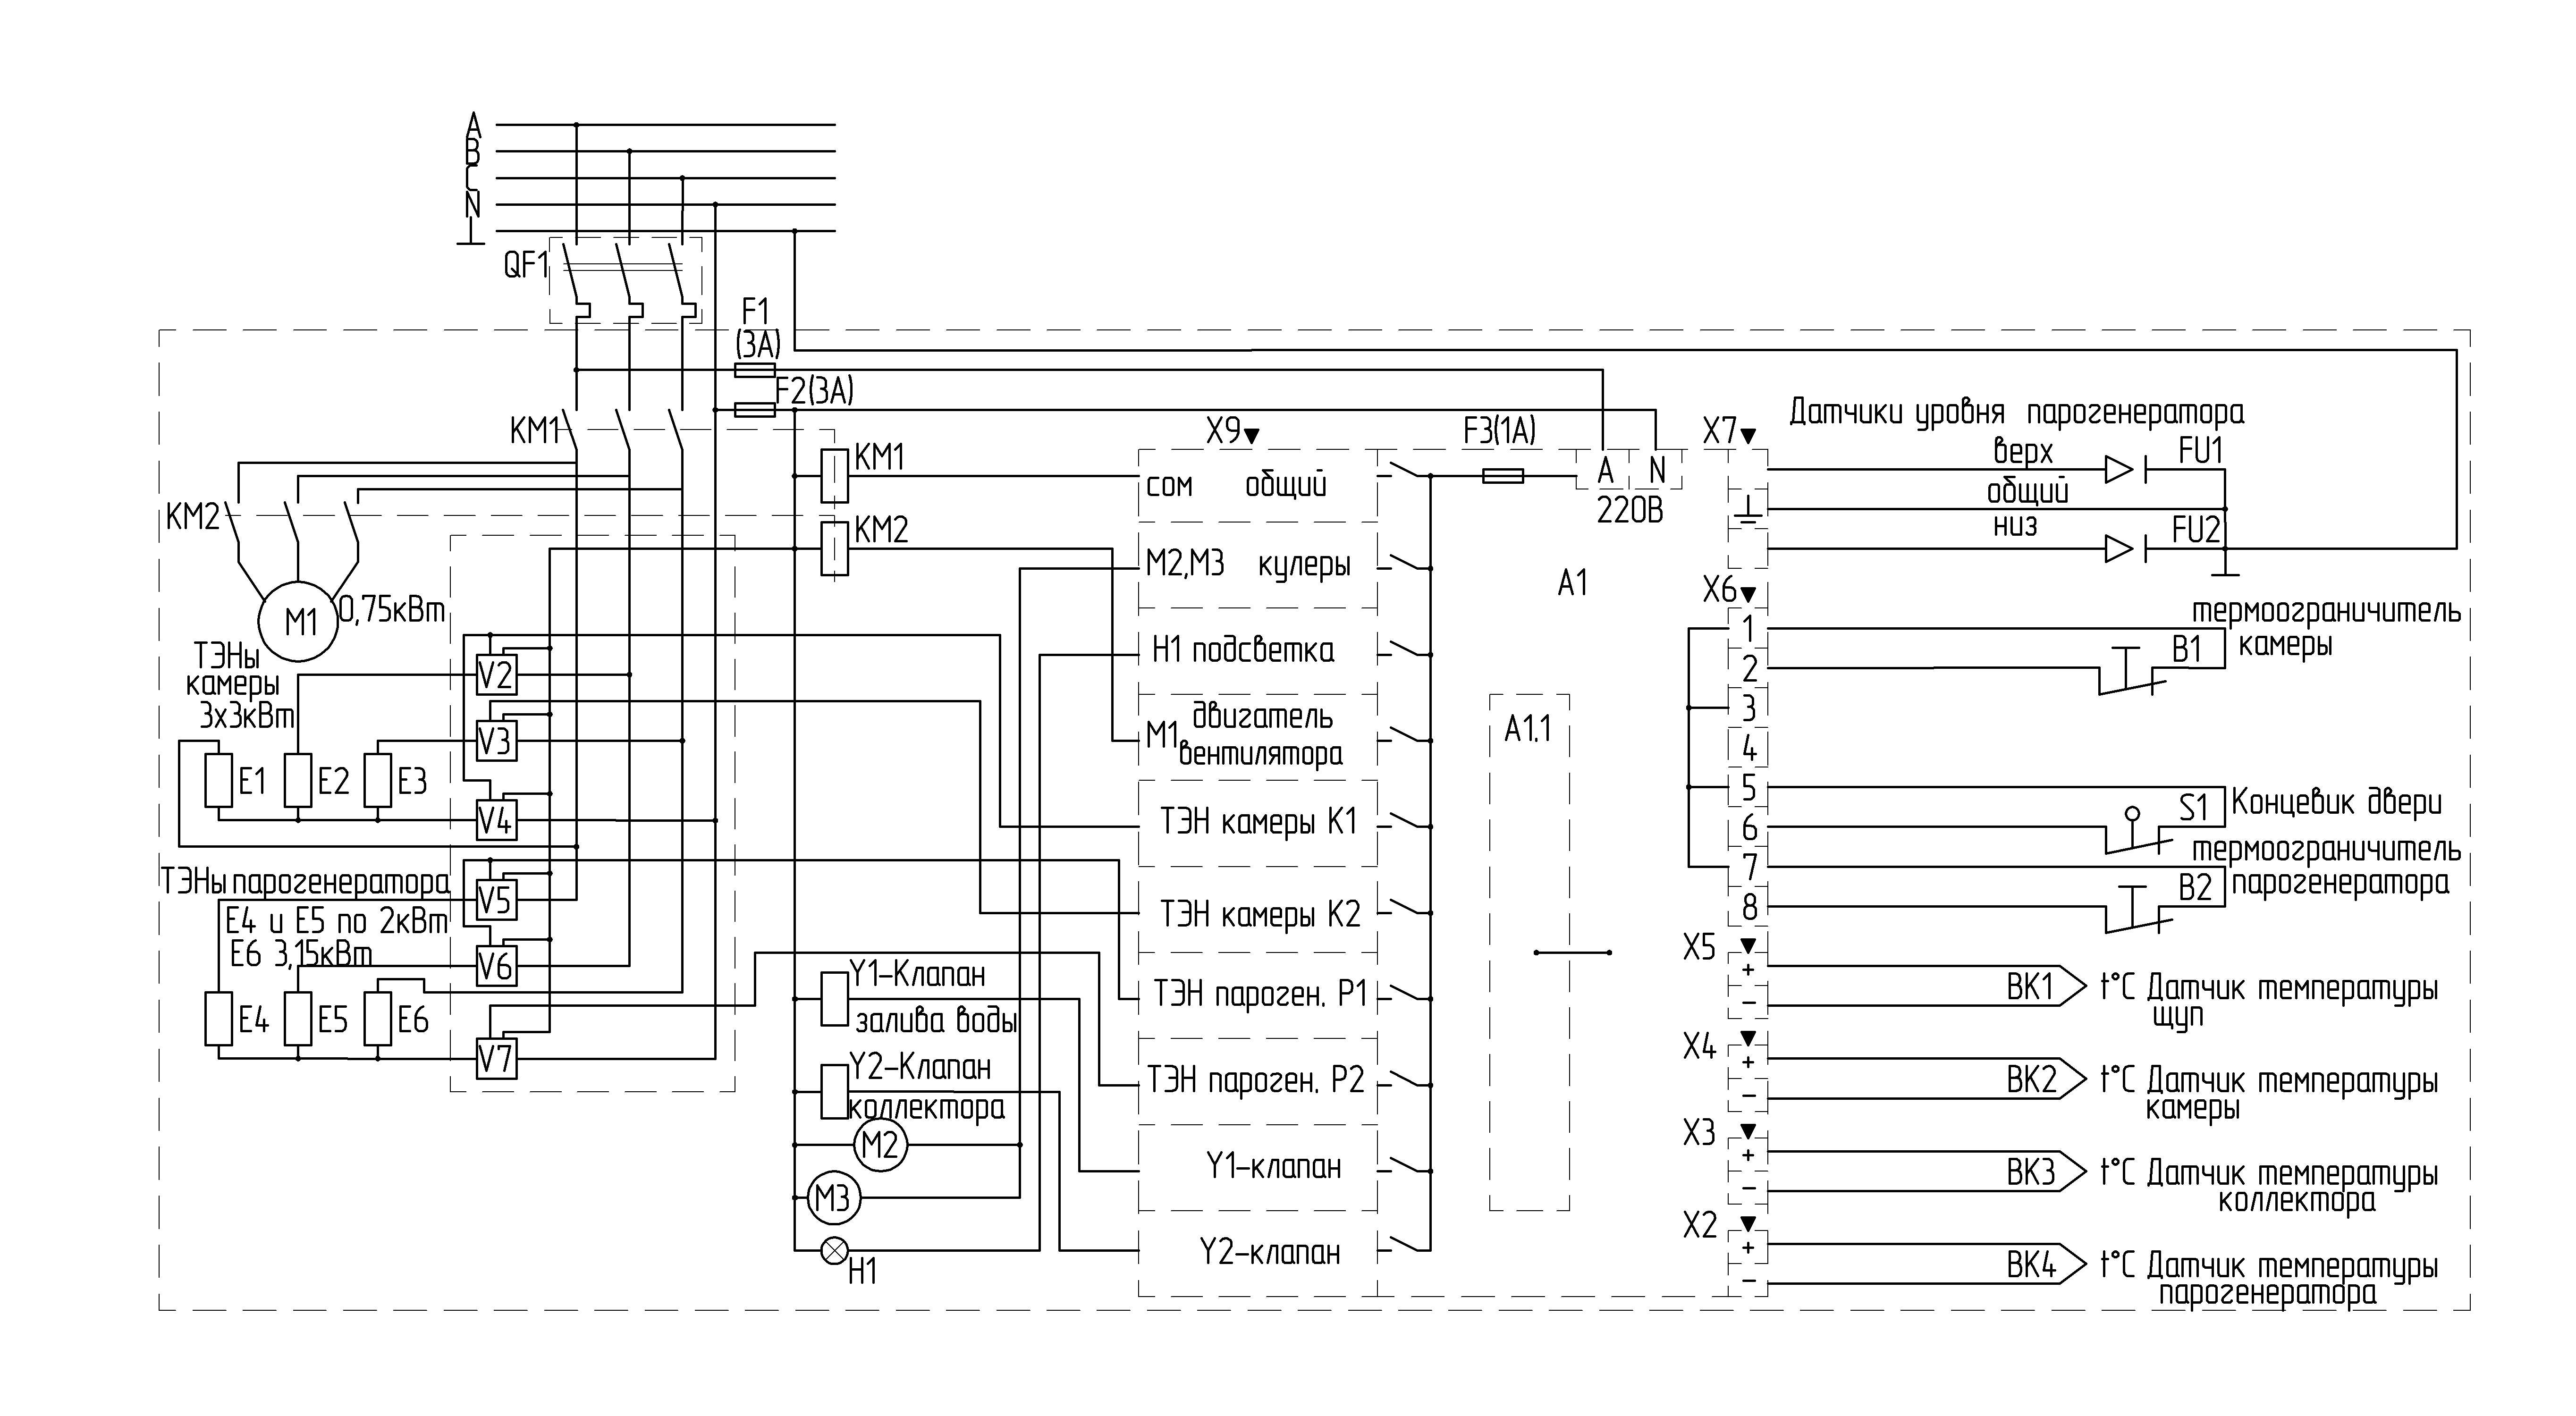 A
B
C
N
QF1
F1
(3А)
F2(3А)
KM1
KM2
M1
0,75кВт
ТЭНы
камеры
3х3кВт
E1
E2
E3
V2
V3
V4
V5
V6
V7
ТЭНы парогенератора
E4 и E5 по 2кВт
E6 3,15кВт
E4
E5
E6
KM1
KM2
Y1-Клапан
залива воды
Y2-Клапан
коллектора
M2
M3
H1
X9
сом общий
M2,M3 кулеры
H1 подсветка
двигатель
M1 вентилятора
ТЭН камеры K1
ТЭН камеры K2
ТЭН пароген. P1
ТЭН пароген. P2
Y1-клапан
Y2-клапан
F3(1А)
A N
220В
A1
A1.1
X7
Датчики уровня парогенератора
верх
FU1
общий
низ
FU2
X6
1
2
3
4
5
6
7
8
термоограничитель
камеры
B1
S1
Концевик двери
термоограничитель
парогенератора
B2
X5
+
-
BK1
t°C Датчик температуры
щуп
X4
+
-
BK2
t°C Датчик температуры
камеры
X3
+
-
BK3
t°C Датчик температуры
коллектора
X2
+
-
BK4
t°C Датчик температуры
парогенератора